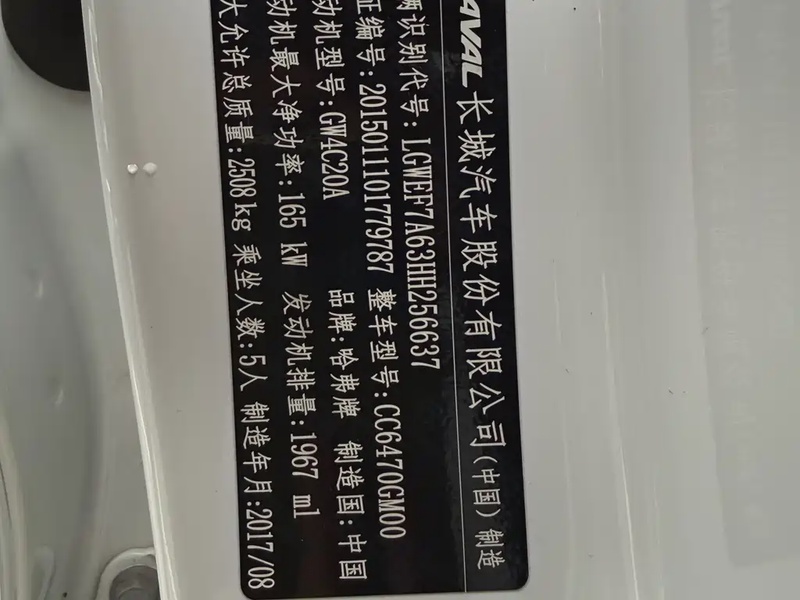 AVAL 长城汽车股份有限公司(中国)制造
辆识别代号:LGWEF7A63HH256637
证编号:2015011101779787 整车型号:CC6470GM00
动机型号:GW4C20A 品牌:哈弗牌 制造国:中国
动机最大净功率:165 kW 发动机排量:1967 ml
大允许总质量:2508kg 乘坐人数:5人 制造年月:2017/08